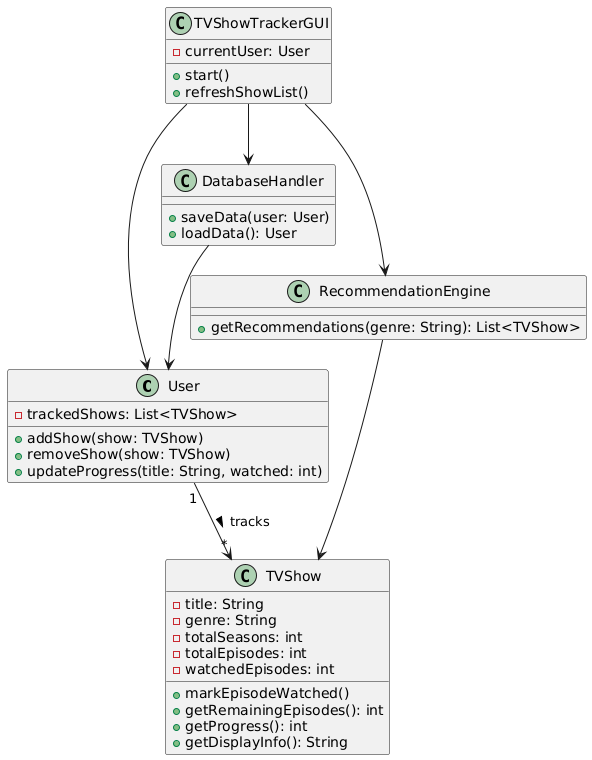 C TVShowTrackerGUI
currentUser: User
start()
refreshShowList()
C DatabaseHandler
saveData(user: User)
loadData(): User
C RecommendationEngine
getRecommendations(genre: String): List<TVShow>
C User
trackedShows: List<TVShow>
addShow(show: TVShow)
removeShow(show: TVShow)
updateProgress(title: String, watched: int)
1
tracks
*
C TVShow
title: String
genre: String
totalSeasons: int
totalEpisodes: int
watchedEpisodes: int
markEpisodeWatched()
getRemainingEpisodes(): int
getProgress(): int
getDisplayInfo(): String